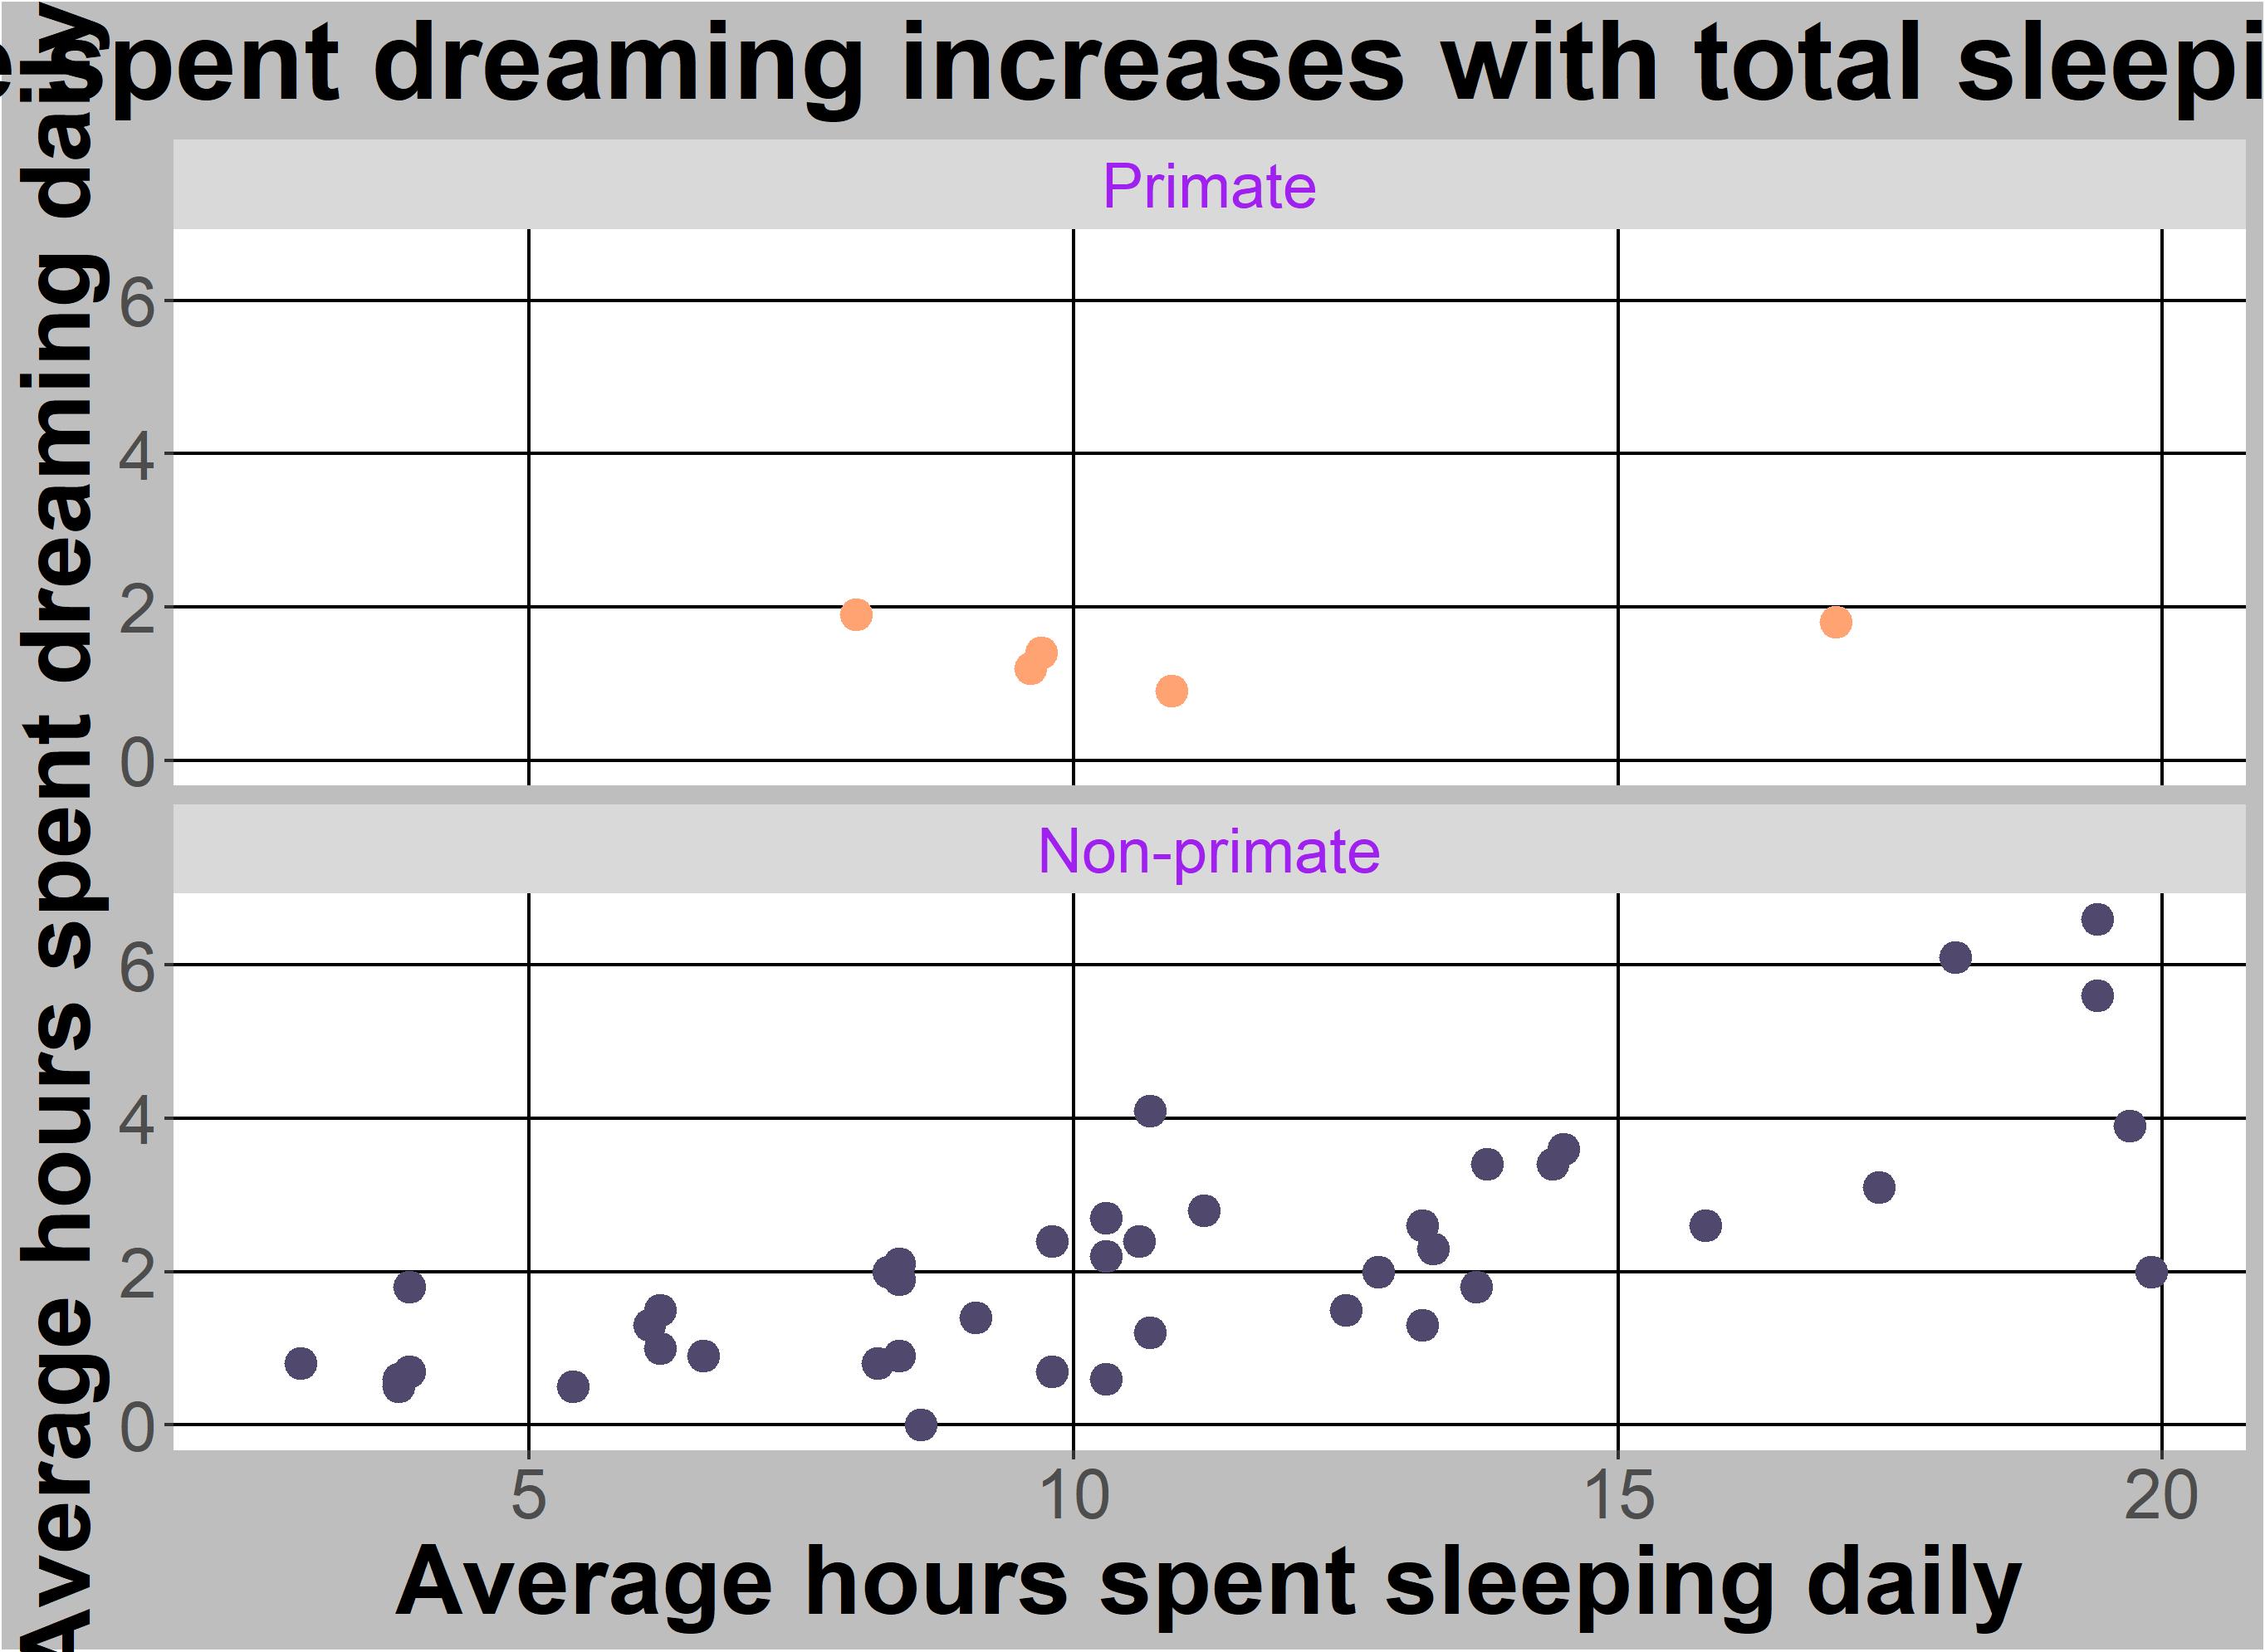 spent dreaming increases with total sleepi
Average hours spent dreaming daily
Primate
6
4
2
0
Non-primate
6
4
2
0
5 10 15 20
Average hours spent sleeping daily